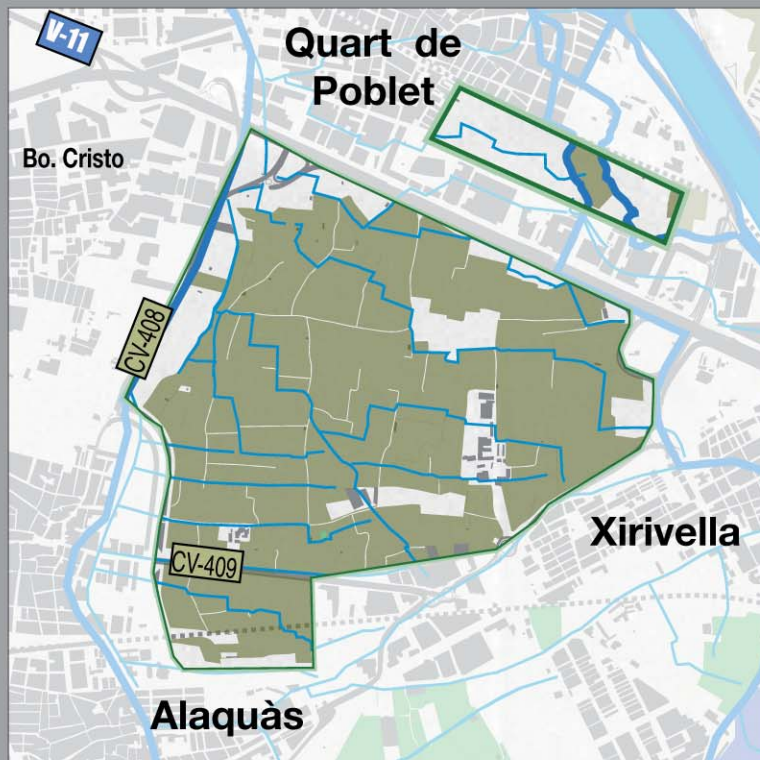 V-11
Quart de
Poblet
Bo. Cristo
CV-408
Xirivella
CV-409
Alaquàs